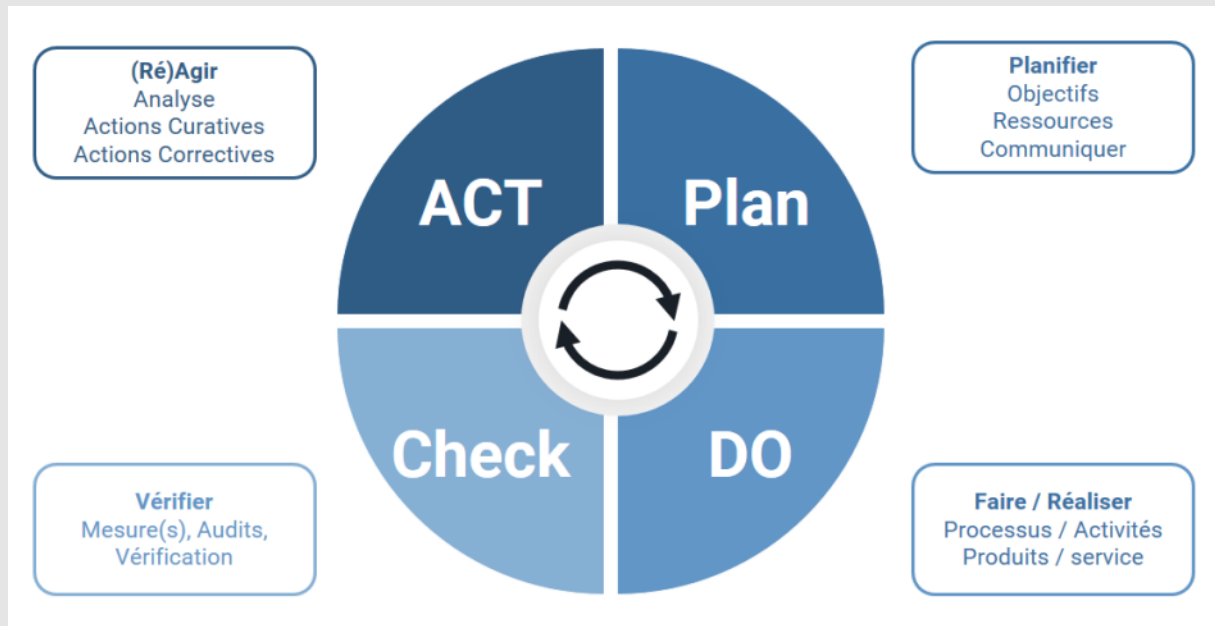 (Ré)Agir
Analyse
Actions Curatives
Actions Correctives
Planifier
Objectifs
Ressources
Communiquer
ACT
Plan
Check
DO
Vérifier
Mesure(s), Audits,
Vérification
Faire / Réaliser
Processus / Activités
Produits / service